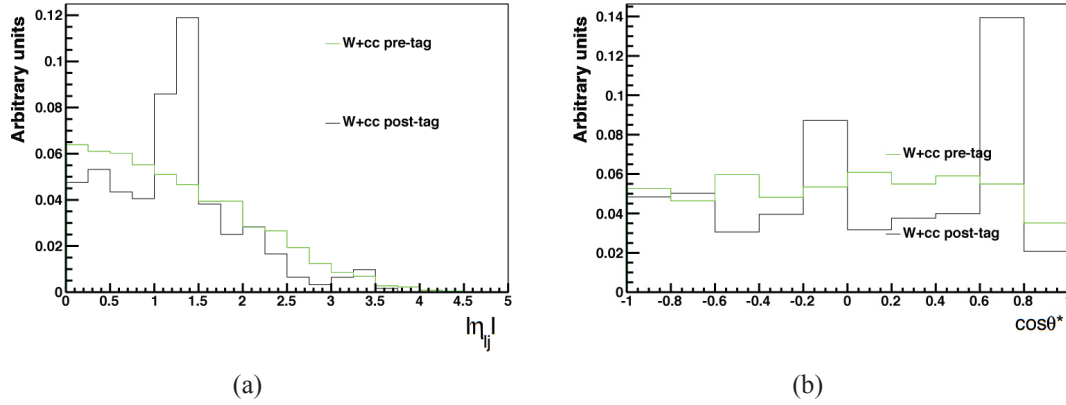 Arbitrary units
0.12
0.1
0.08
0.06
0.04
0.02
0
W+cc pre-tag
W+cc post-tag
0 0.5 1 1.5 2 2.5 3 3.5 4 4.5 5
|η_lj|
(a)
Arbitrary units
0.14
0.12
0.1
0.08
0.06
0.04
0.02
0
W+cc pre-tag
W+cc post-tag
-1 -0.8 -0.6 -0.4 -0.2 0 0.2 0.4 0.6 0.8 1
cosθ*
(b)